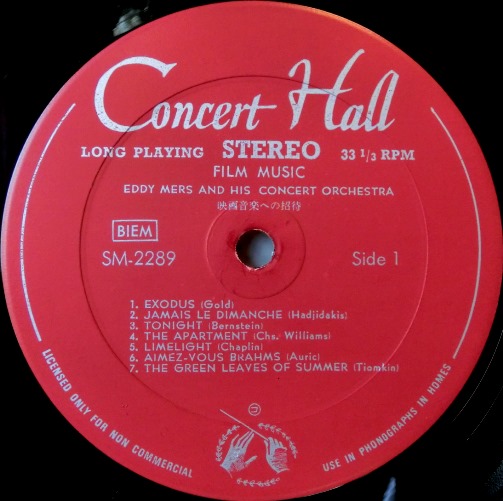 Concert Hall
LONG PLAYING STEREO 33 1/3 RPM
FILM MUSIC
EDDY MERS AND HIS CONCERT ORCHESTRA
映画音楽への招待
BIEM
SM-2289 Side 1
1. EXODUS (Gold)
2. JAMAIS LE DIMANCHE (Hadjidakis)
3. TONIGHT (Bernstein)
4. THE APARTMENT (Chs. Williams)
5. LIMELIGHT (Chaplin)
6. AIMEZ-VOUS BRAHMS (Auric)
7. THE GREEN LEAVES OF SUMMER (Tiomkin)
LICENSED ONLY FOR NON COMMERCIAL USE IN PHONOGRAPHS IN HOMES